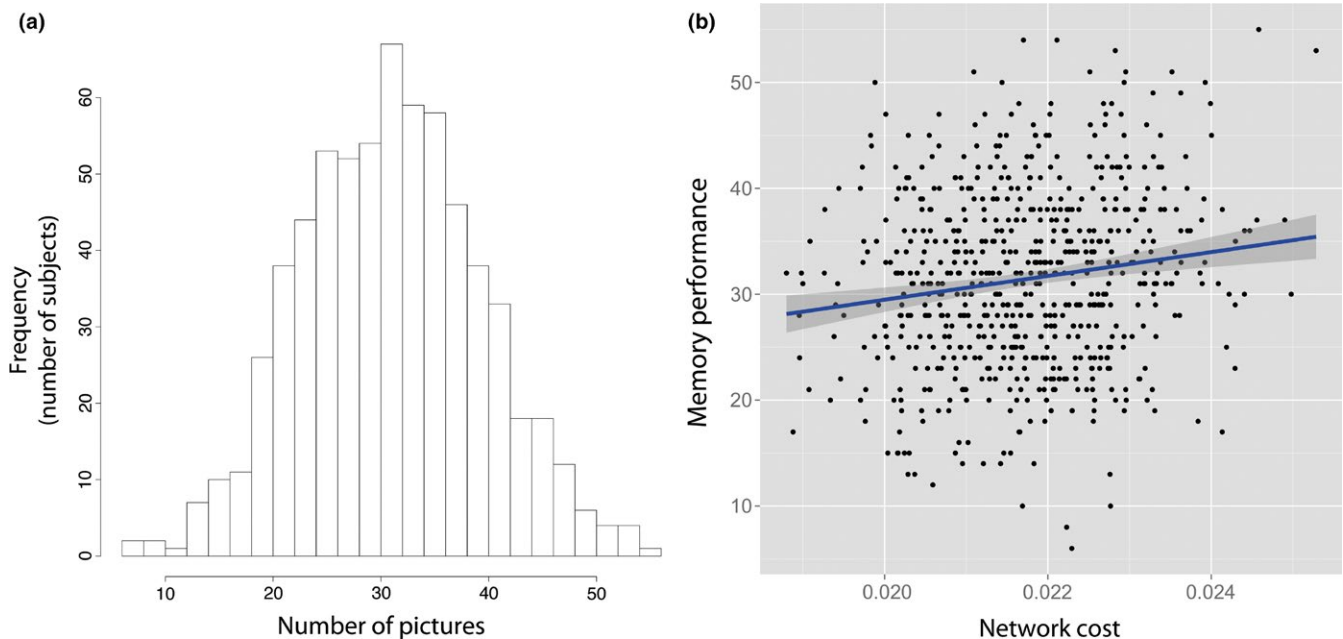 (a)
Frequency
(number of subjects)
60
50
40
30
20
10
0
10 20 30 40 50
Number of pictures
(b)
Memory performance
50
40
30
20
10
0.020 0.022 0.024
Network cost